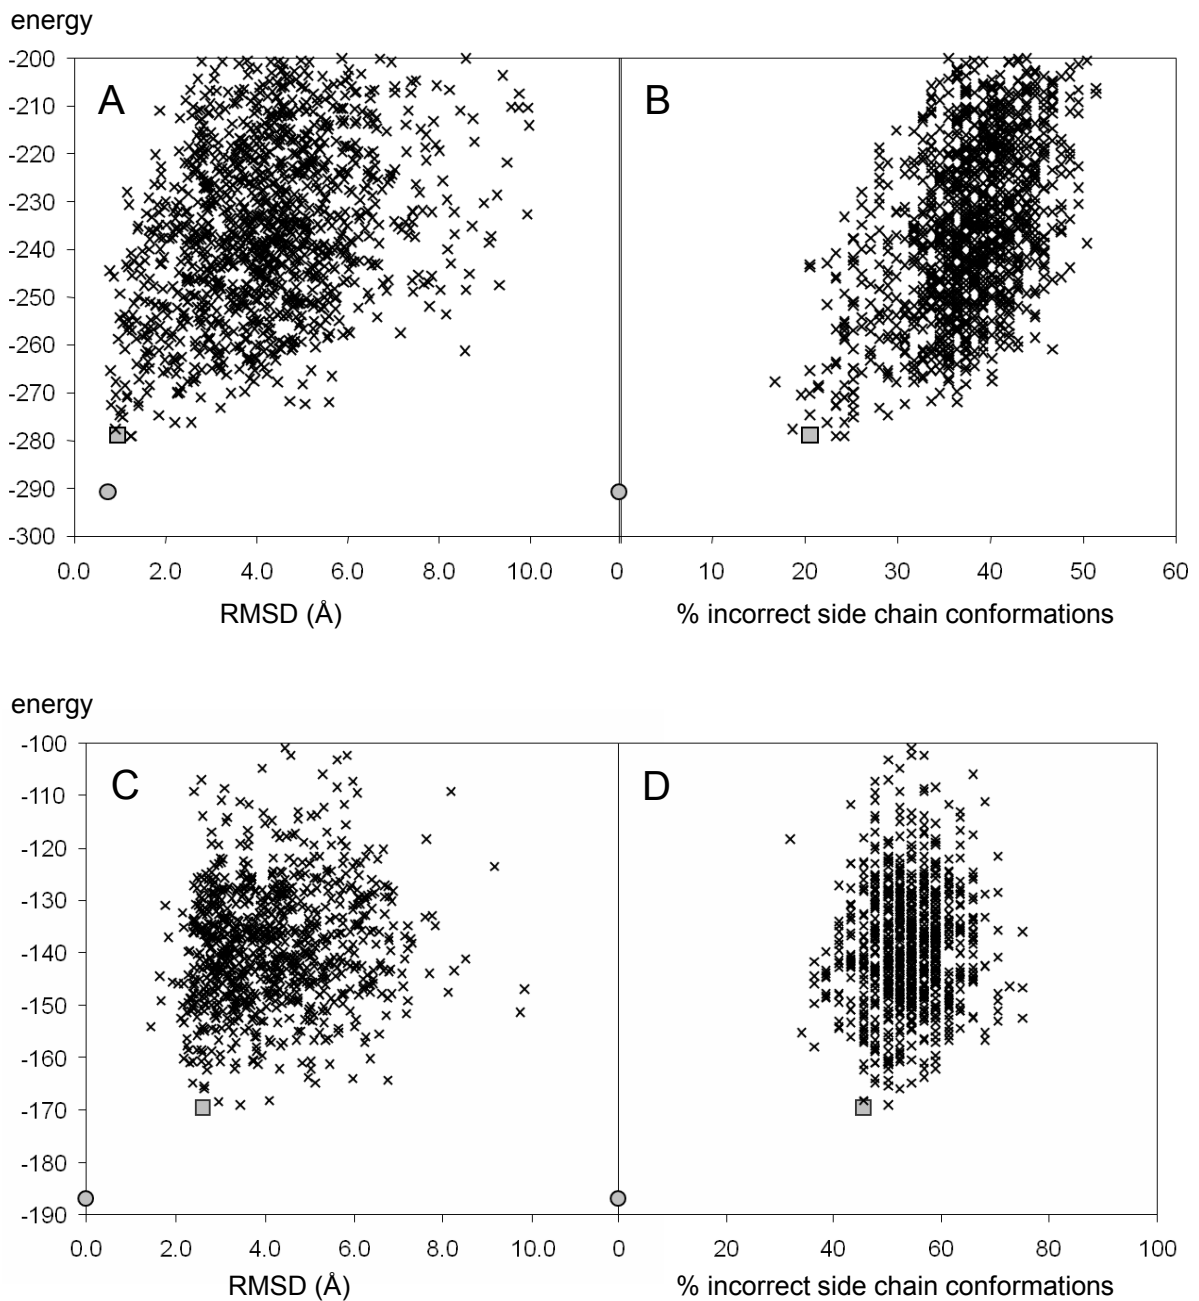 energy
-200
A
B
-210
-220
-230
-240
-250
-260
-270
-280
-290
-300
0.0 2.0 4.0 6.0 8.0 10.0 0 10 20 30 40 50 60
RMSD (Å) % incorrect side chain conformations
energy
-100
C
D
-110
-120
-130
-140
-150
-160
-170
-180
-190
0.0 2.0 4.0 6.0 8.0 10.0 0 20 40 60 80 100
RMSD (Å) % incorrect side chain conformations